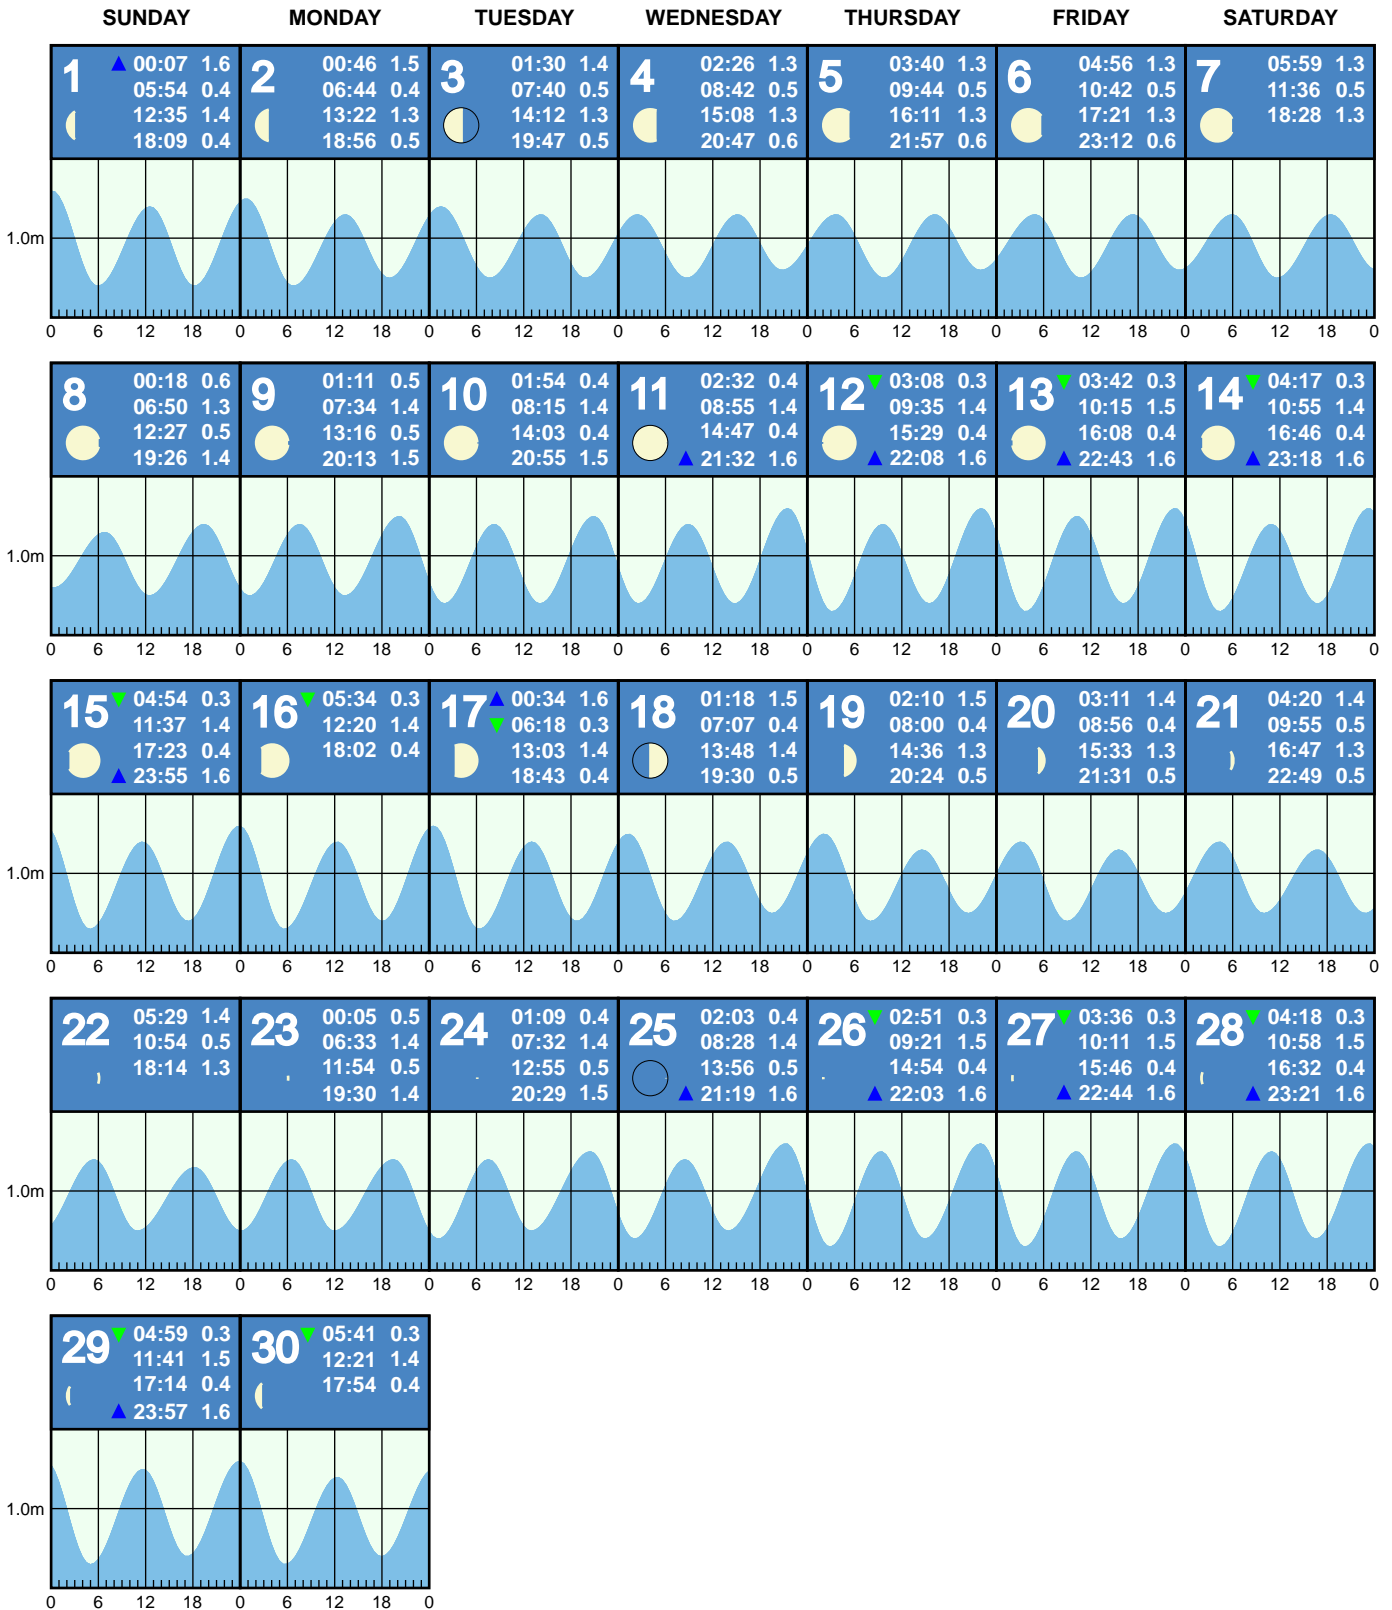 SUNDAY MONDAY TUESDAY WEDNESDAY THURSDAY FRIDAY SATURDAY
1 00:07 1.6
05:54 0.4
12:35 1.4
18:09 0.4
2 00:46 1.5
06:44 0.4
13:22 1.3
18:56 0.5
3 01:30 1.4
07:40 0.5
14:12 1.3
19:47 0.5
4 02:26 1.3
08:42 0.5
15:08 1.3
20:47 0.6
5 03:40 1.3
09:44 0.5
16:11 1.3
21:57 0.6
6 04:56 1.3
10:42 0.5
17:21 1.3
23:12 0.6
7 05:59 1.3
11:36 0.5
18:28 1.3
1.0m
0 6 12 18 0 6 12 18 0 6 12 18 0 6 12 18 0 6 12 18 0 6 12 18 0 6 12 18 0
8 00:18 0.6
06:50 1.3
12:27 0.5
19:26 1.4
9 01:11 0.5
07:34 1.4
13:16 0.5
20:13 1.5
10 01:54 0.4
08:15 1.4
14:03 0.4
20:55 1.5
11 02:32 0.4
08:55 1.4
14:47 0.4
21:32 1.6
12 03:08 0.3
09:35 1.4
15:29 0.4
22:08 1.6
13 03:42 0.3
10:15 1.5
16:08 0.4
22:43 1.6
14 04:17 0.3
10:55 1.4
16:46 0.4
23:18 1.6
1.0m
0 6 12 18 0 6 12 18 0 6 12 18 0 6 12 18 0 6 12 18 0 6 12 18 0 6 12 18 0
15 04:54 0.3
11:37 1.4
17:23 0.4
23:55 1.6
16 05:34 0.3
12:20 1.4
18:02 0.4
17 00:34 1.6
06:18 0.3
13:03 1.4
18:43 0.4
18 01:18 1.5
07:07 0.4
13:48 1.4
19:30 0.5
19 02:10 1.5
08:00 0.4
14:36 1.3
20:24 0.5
20 03:11 1.4
08:56 0.4
15:33 1.3
21:31 0.5
21 04:20 1.4
09:55 0.5
16:47 1.3
22:49 0.5
1.0m
0 6 12 18 0 6 12 18 0 6 12 18 0 6 12 18 0 6 12 18 0 6 12 18 0 6 12 18 0
22 05:29 1.4
10:54 0.5
18:14 1.3
23 00:05 0.5
06:33 1.4
11:54 0.5
19:30 1.4
24 01:09 0.4
07:32 1.4
12:55 0.5
20:29 1.5
25 02:03 0.4
08:28 1.4
13:56 0.5
21:19 1.6
26 02:51 0.3
09:21 1.5
14:54 0.4
22:03 1.6
27 03:36 0.3
10:11 1.5
15:46 0.4
22:44 1.6
28 04:18 0.3
10:58 1.5
16:32 0.4
23:21 1.6
1.0m
0 6 12 18 0 6 12 18 0 6 12 18 0 6 12 18 0 6 12 18 0 6 12 18 0 6 12 18 0
29 04:59 0.3
11:41 1.5
17:14 0.4
23:57 1.6
30 05:41 0.3
12:21 1.4
17:54 0.4
1.0m
0 6 12 18 0 6 12 18 0